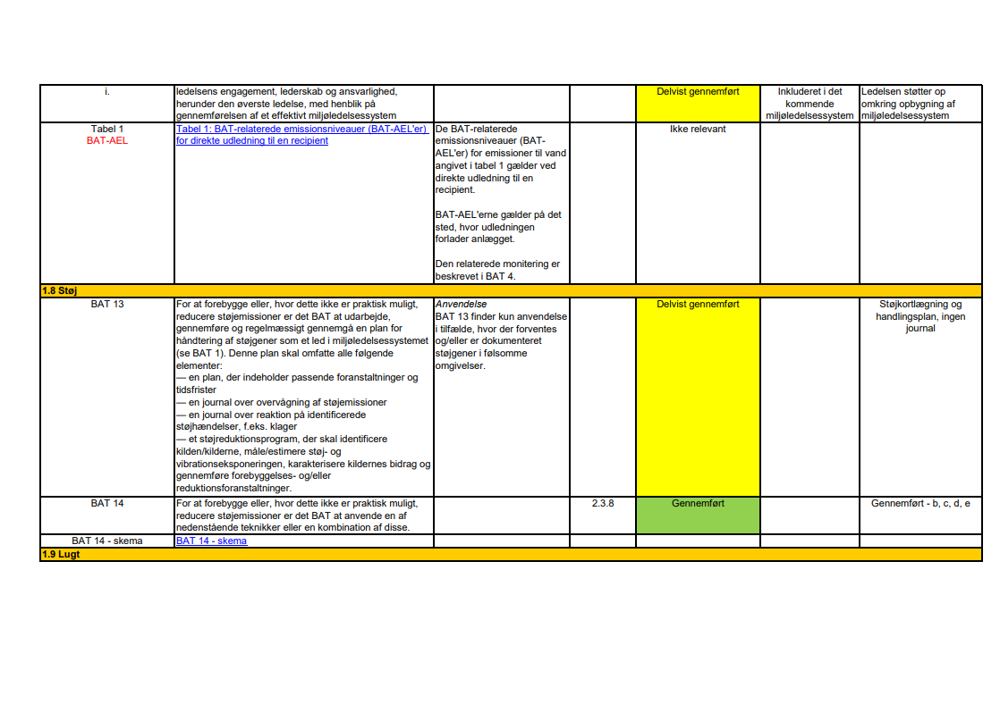 i.
ledelsens engagement, lederskab og ansvarlighed,
herunder den øverste ledelse, med henblik på
gennemførelsen af et effektivt miljøledelsessystem
Delvist gennemført
Inkluderet i det
kommende
miljøledelsessystem
Ledelsen støtter op
omkring opbygning af
miljøledelsessystem
Tabel 1
BAT-AEL
Tabel 1: BAT-relaterede emissionsniveauer (BAT-AEL'er)
for direkte udledning til en recipient
De BAT-relaterede
emissionsniveauer (BAT-
AEL'er) for emissioner til vand
angivet i tabel 1 gælder ved
direkte udledning til en
recipient.
BAT-AEL'erne gælder på det
sted, hvor udledningen
forlader anlægget.
Den relaterede monitering er
beskrevet i BAT 4.
Ikke relevant
1.8 Støj
BAT 13
For at forebygge eller, hvor dette ikke er praktisk muligt,
reducere støjemissioner er det BAT at udarbejde,
gennemføre og regelmæssigt gennemgå en plan for
håndtering af støjgener som et led i miljøledelsessystemet
(se BAT 1). Denne plan skal omfatte alle følgende
elementer:
— en plan, der indeholder passende foranstaltninger og
tidsfrister
— en journal over overvågning af støjemissioner
— en journal over reaktion på identificerede
støjhændelser, f.eks. klager
— et støjreduktionsprogram, der skal identificere
kilden/kilderne, måle/estimere støj- og
vibrationseksponeringen, karakterisere kildernes bidrag og
gennemføre forebyggelses- og/eller
reduktionsforanstaltninger.
Anvendelse
BAT 13 finder kun anvendelse
i tilfælde, hvor der forventes
og/eller er dokumenteret
støjgener i følsomme
omgivelser.
Delvist gennemført
Støjkortlægning og
handlingsplan, ingen
journal
BAT 14
For at forebygge eller, hvor dette ikke er praktisk muligt,
reducere støjemissioner er det BAT at anvende en af
nedenstående teknikker eller en kombination af disse.
2.3.8
Gennemført
Gennemført - b, c, d, e
BAT 14 - skema
BAT 14 - skema
1.9 Lugt